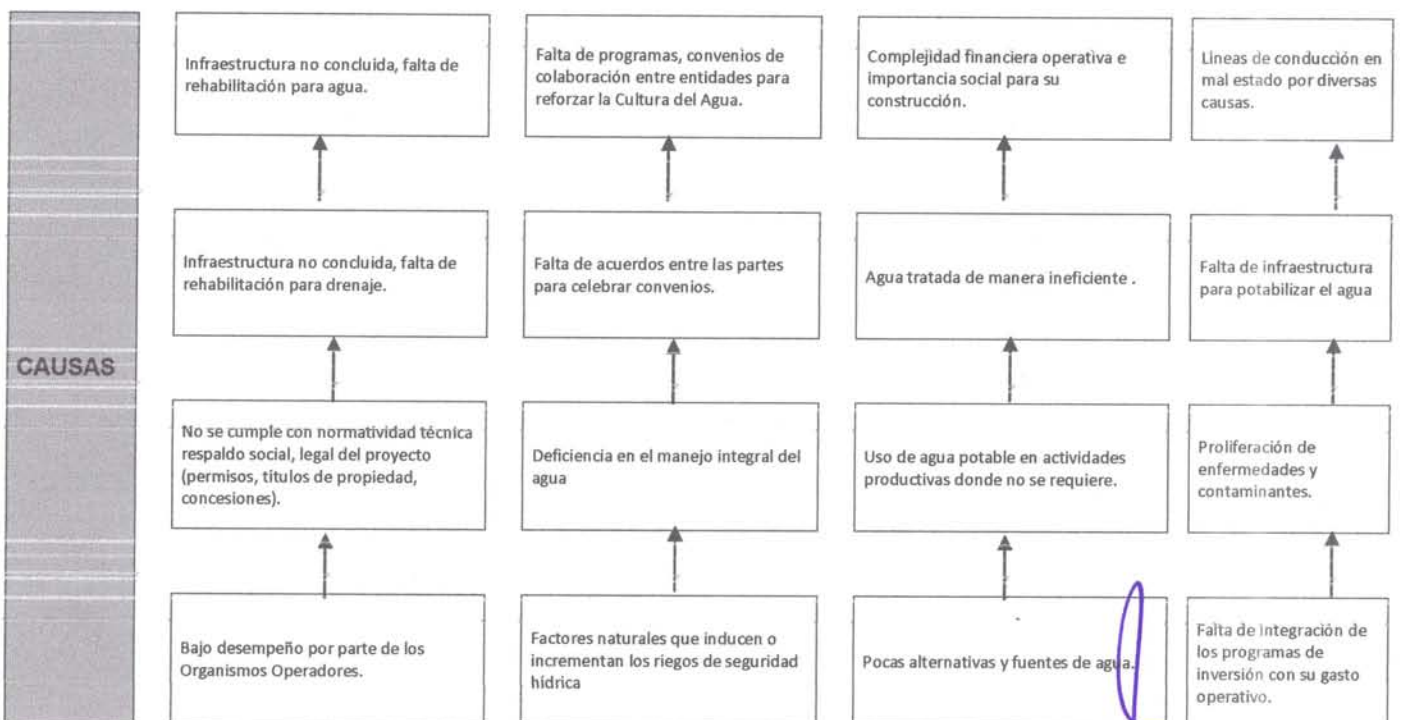 Infraestructura no concluida, falta de
rehabilitación para agua.
Falta de programas, convenios de
colaboración entre entidades para
reforzar la Cultura del Agua.
Complejidad financiera operativa e
importancia social para su
construcción.
Lineas de conducción en
mal estado por diversas
causas.
Infraestructura no concluida, falta de
rehabilitación para drenaje.
Falta de acuerdos entre las partes
para celebrar convenios.
Agua tratada de manera ineficiente .
Falta de infraestructura
para potabilizar el agua
CAUSAS
No se cumple con normatividad técnica
respaldo social, legal del proyecto
(permisos, titulos de propiedad,
concesiones).
Deficiencia en el manejo integral del
agua
Uso de agua potable en actividades
productivas donde no se requiere.
Proliferación de
enfermedades y
contaminantes.
Bajo desempeño por parte de los
Organismos Operadores.
Factores naturales que inducen o
incrementan los riegos de seguridad
hídrica
Pocas alternativas y fuentes de agua.
Falta de integración de
los programas de
inversión con su gasto
operativo.